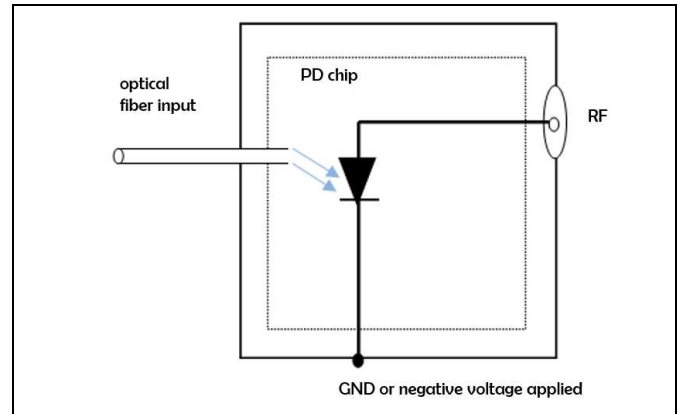 optical
fiber input
PD chip
RF
GND or negative voltage applied